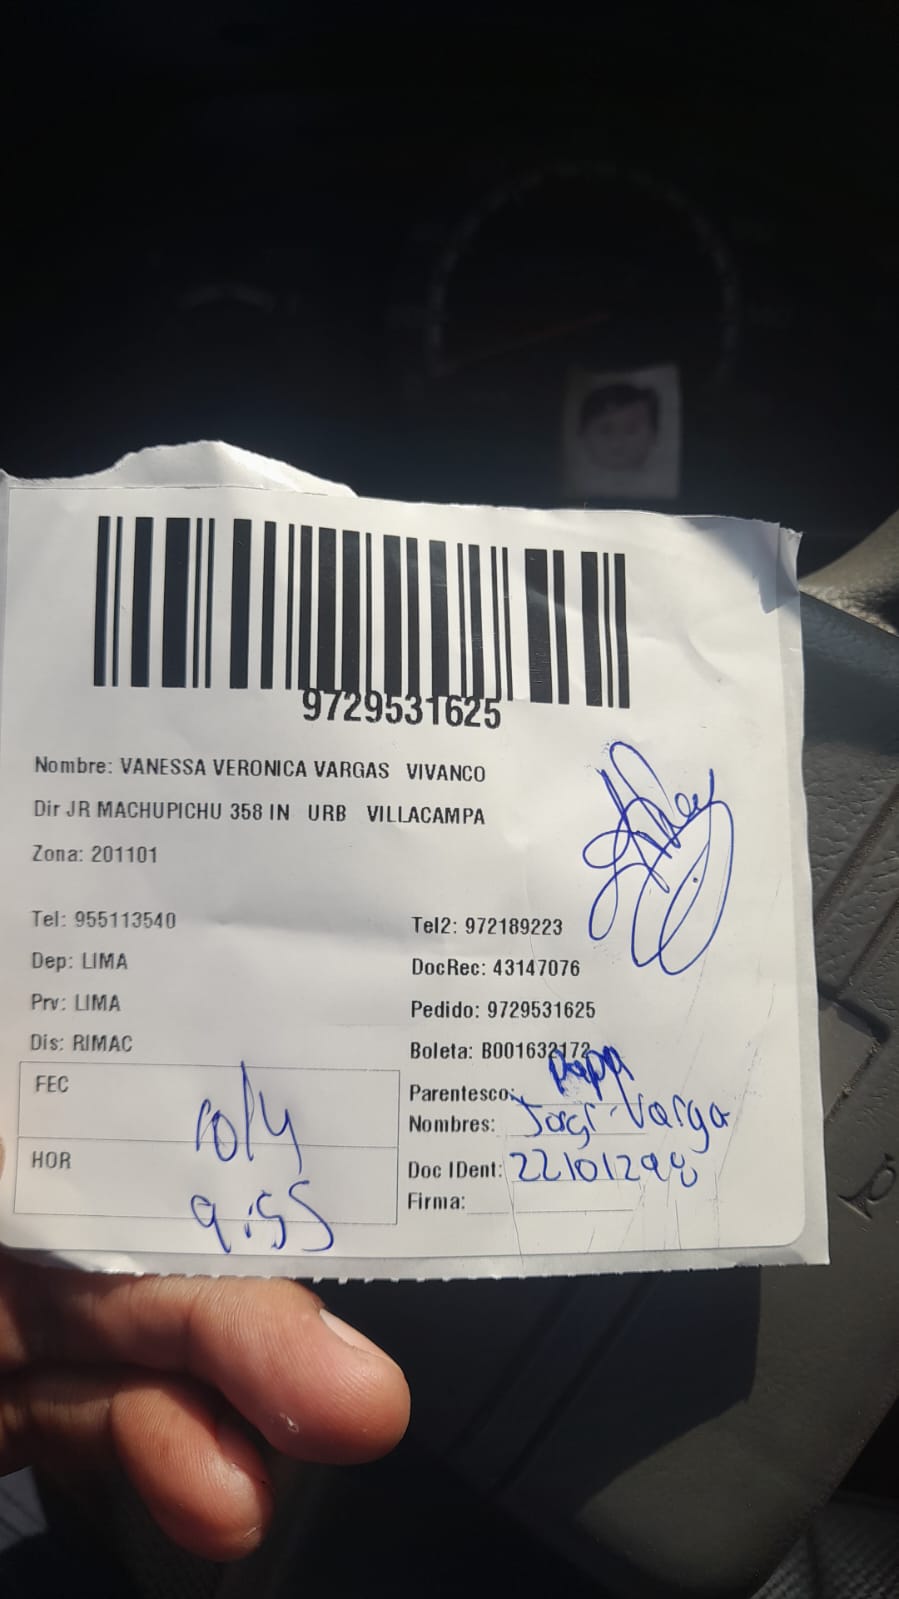 9729531625
Nombre: VANESSA VERONICA VARGAS VIVANCO
Dir JR MACHUPICHU 358 IN URB VILLACAMPA
Zona: 201101
Tel: 955113540
Tel2: 972189223
Dep: LIMA
DocRec: 43147076
Prv: LIMA
Pedido: 9729531625
Dis: RIMAC
Boleta: B001632172
FEC
Parentesco: papa
Nombres: Varga
HOR 9:55
Doc IDent: 22101298
Firma: